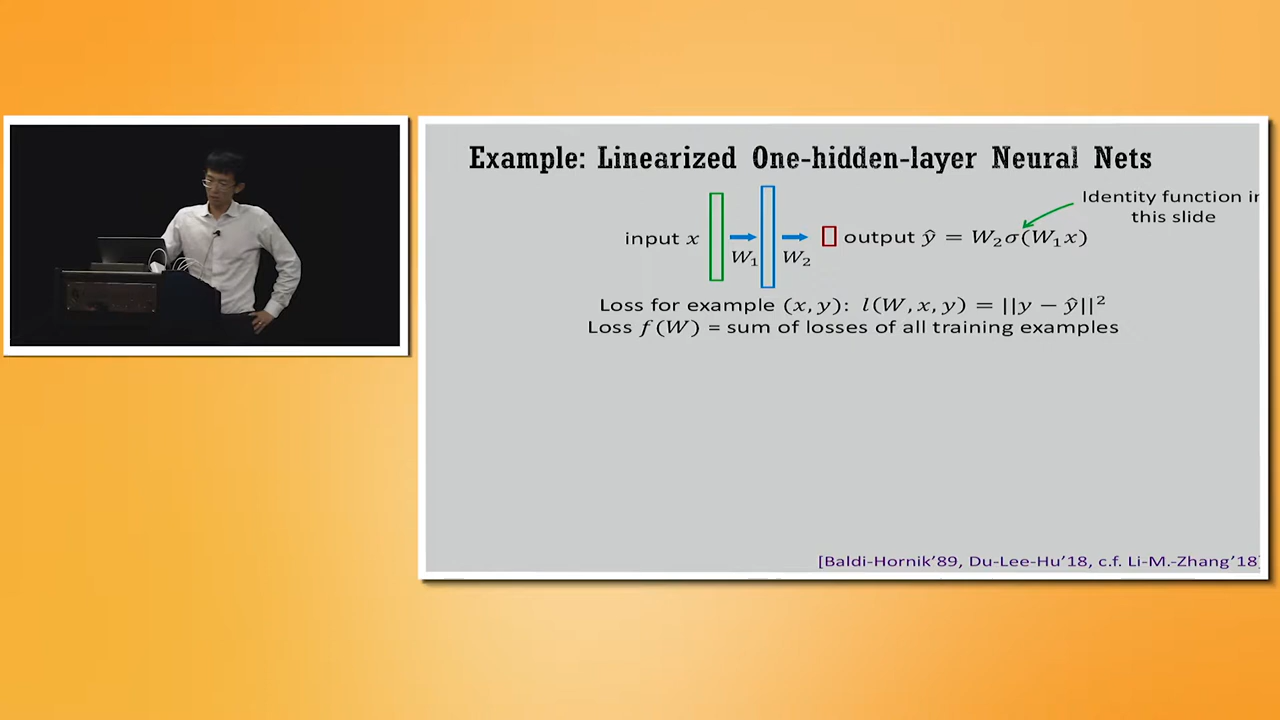 Example: Linearized One-hidden-layer Neural Nets
Identity function in
this slide
input x
W₁
W₂
output ŷ = W₂σ(W₁x)
Loss for example (x, y): l(W, x, y) = ||y − ŷ||²
Loss f(W) = sum of losses of all training examples
[Baldi-Hornik'89, Du-Lee-Hu'18, c.f. Li-M.-Zhang'18]